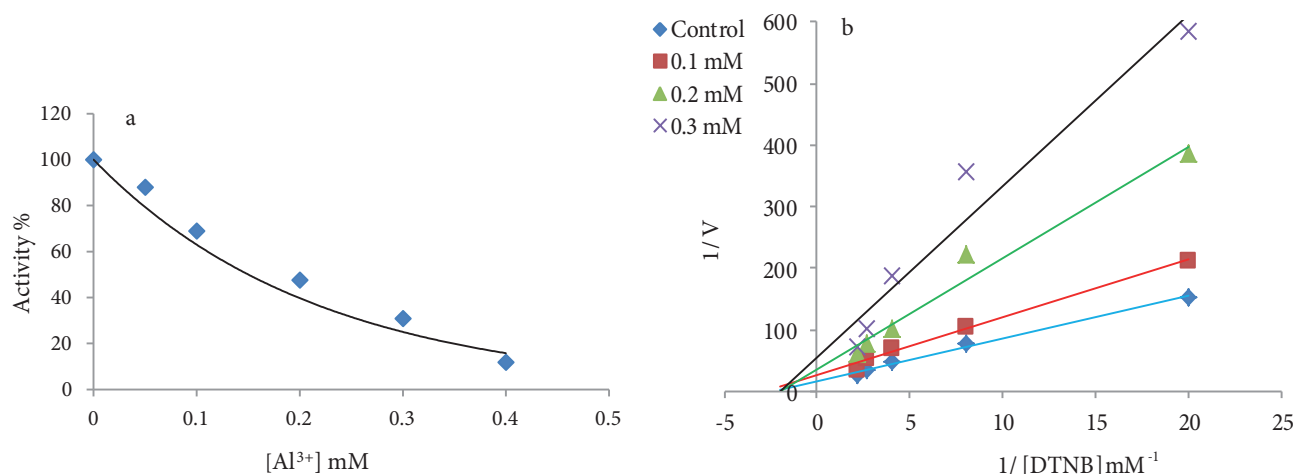 a
120
100
80
60
40
20
0
0
0.1
0.2
0.3
0.4
0.5
Activity %
[Al³⁺] mM
Control
0.1 mM
0.2 mM
0.3 mM
b
600
500
400
300
200
100
0
-5
0
5
10
15
20
25
1/ V
1/ [DTNB] mM⁻¹